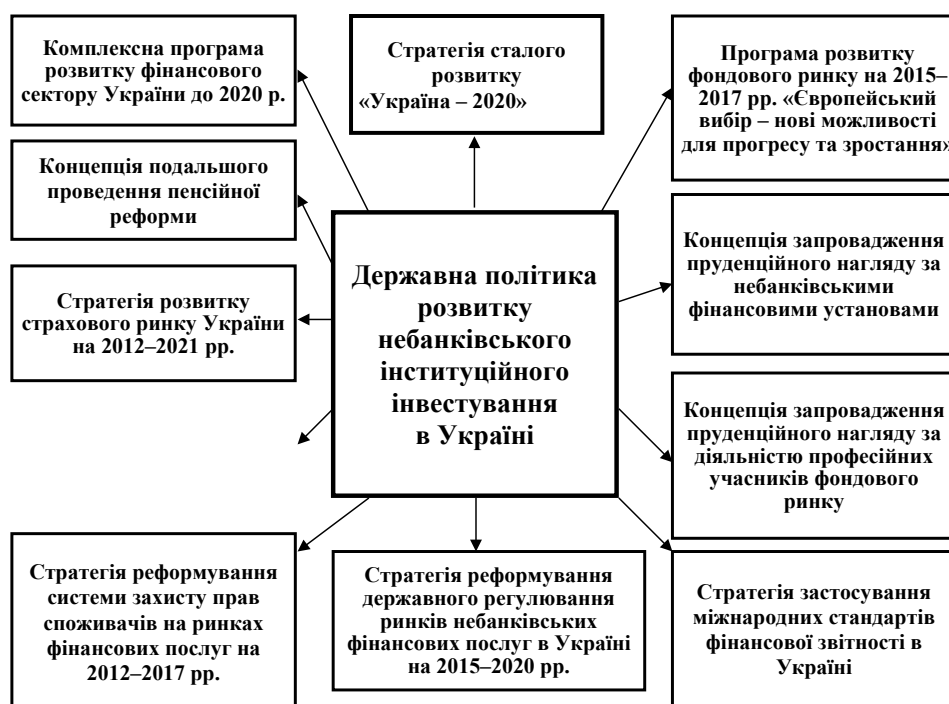 Комплексна програма
розвитку фінансового
сектору України до 2020 р.
Стратегія сталого
розвитку
«Україна – 2020»
Програма розвитку
фондового ринку на 2015–
2017 рр. «Європейський
вибір – нові можливості
для прогресу та зростання»
Концепція подальшого
проведення пенсійної
реформи
Стратегія розвитку
страхового ринку України
на 2012–2021 рр.
Державна політика
розвитку
небанківського
інституційного
інвестування
в Україні
Концепція запровадження
пруденційного нагляду за
небанківськими
фінансовими установами
Концепція запровадження
пруденційного нагляду за
діяльністю професійних
учасників фондового
ринку
Стратегія реформування
системи захисту прав
споживачів на ринках
фінансових послуг на
2012–2017 рр.
Стратегія реформування
державного регулювання
ринків небанківських
фінансових послуг в Україні
на 2015–2020 рр.
Стратегія застосування
міжнародних стандартів
фінансової звітності в
Україні